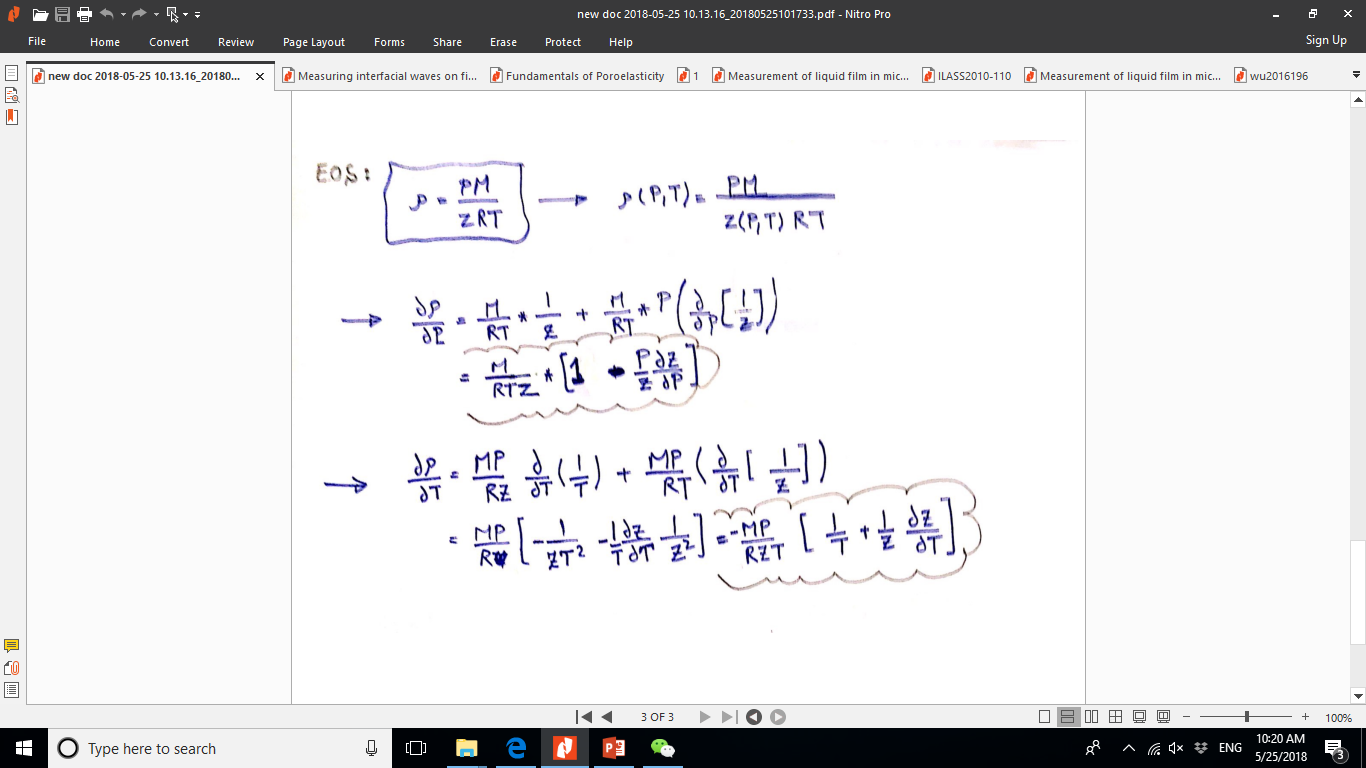 new doc 2018-05-25 10.13.16_20180525101733.pdf - Nitro Pro
File Home Convert Review Page Layout Forms Share Erase Protect Help Sign Up
new doc 2018-05-25 10.13.16_20180... Measuring interfacial waves on fi... Fundamentals of Poroelasticity 1 Measurement of liquid film in mic... ILASS2010-110 Measurement of liquid film in mic... wu2016196
EOS: ρ = PM/ZRT → ρ(P,T) = PM/Z(P,T) RT
→ ∂ρ/∂P = M/RT * 1/Z + M/RT * P(∂/∂P[1/Z])
= M/RTZ * [1 - P/Z ∂Z/∂P]
→ ∂ρ/∂T = MP/RZ ∂/∂T(1/T) + MP/RT(∂/∂T[1/Z])
= MP/R [-1/ZT² - 1/T ∂Z/∂T 1/Z²] = -MP/RZT [1/T + 1/Z ∂Z/∂T]
3 OF 3
100%
Type here to search
ENG
10:20 AM
5/25/2018
3